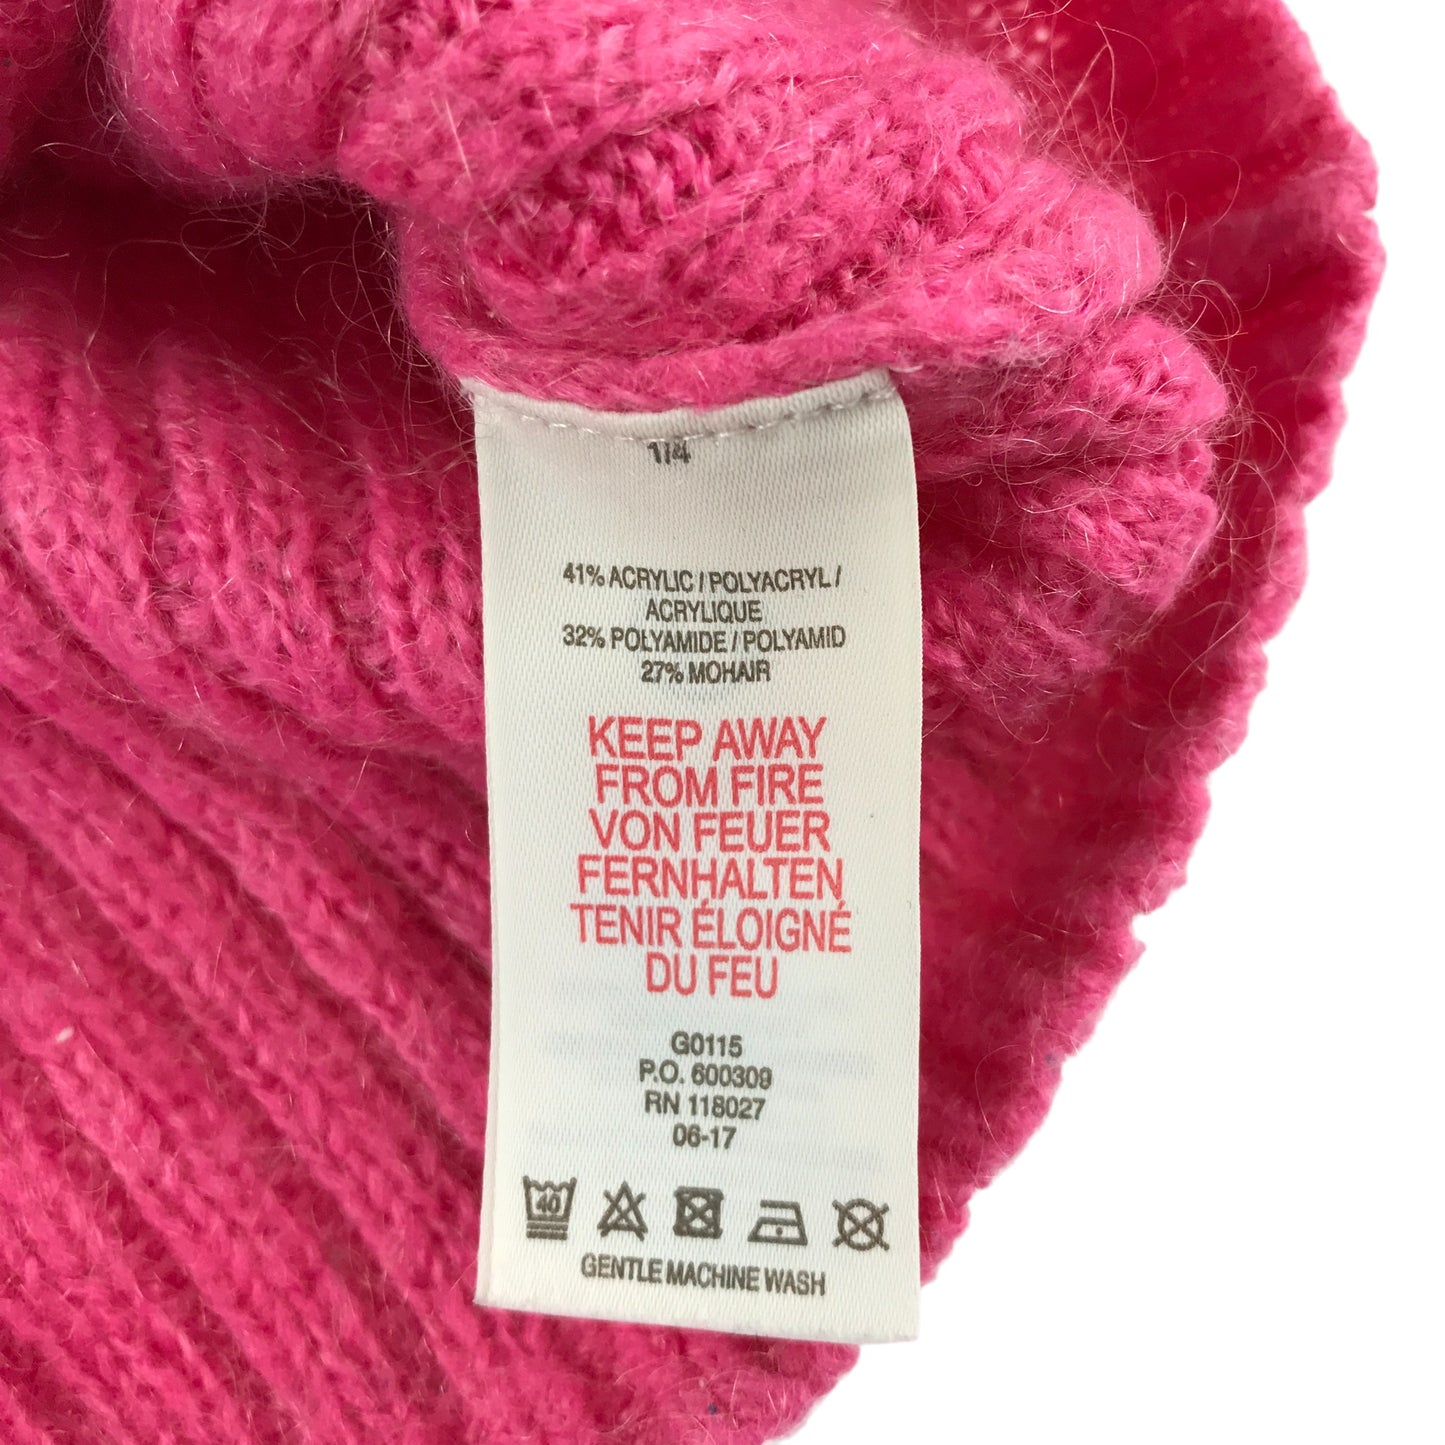 1/4
41% ACRYLIC / POLYACRYL /
ACRYLIQUE
32% POLYAMIDE / POLYAMID
27% MOHAIR
KEEP AWAY
FROM FIRE
VON FEUER
FERNHALTEN
TENIR ÉLOIGNÉ
DU FEU
G0115
P.O. 600309
RN 118027
06-17
40
GENTLE MACHINE WASH